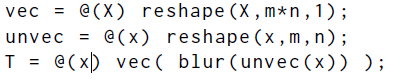 vec = @(X) reshape(X,m*n,1);
unvec = @(x) reshape(x,m,n);
T = @(x) vec( blur(unvec(x)) );